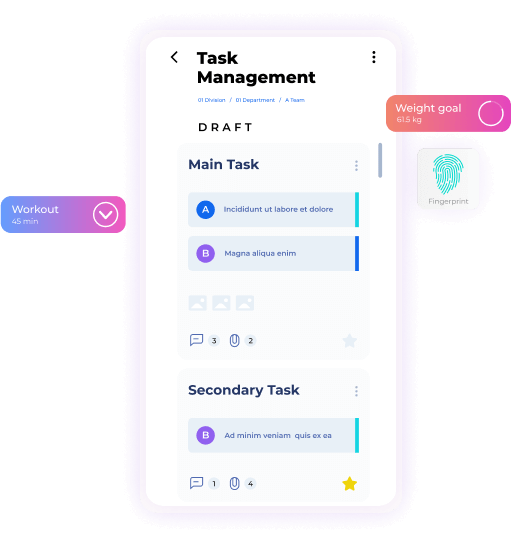 Task
Management
01 Division / 01 Department / A Team
DRAFT
Main Task
A Incididunt ut labore et dolore
B Magna aliqua enim
3 2
Secondary Task
B Ad minim veniam quis ex ea
1 4
Workout
45 min
Weight goal
61.5 kg
Fingerprint